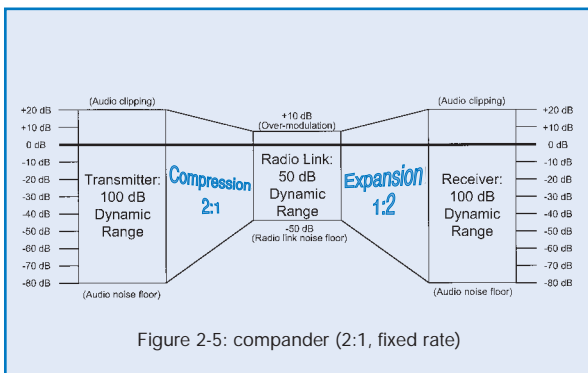 (Audio clipping)
(Audio clipping)
+20 dB
+10 dB
0 dB
-10 dB
-20 dB
-30 dB
-40 dB
-50 dB
-60 dB
-70 dB
-80 dB
Transmitter:
100 dB
Dynamic
Range
(Audio noise floor)
Compression
2:1
+10 dB
(Over-modulation)
Radio Link:
50 dB
Dynamic
Range
-50 dB
(Radio link noise floor)
Expansion
1:2
Receiver:
100 dB
Dynamic
Range
(Audio noise floor)
+20 dB
+10 dB
0 dB
-10 dB
-20 dB
-30 dB
-40 dB
-50 dB
-60 dB
-70 dB
-80 dB
Figure 2-5: compander (2:1, fixed rate)